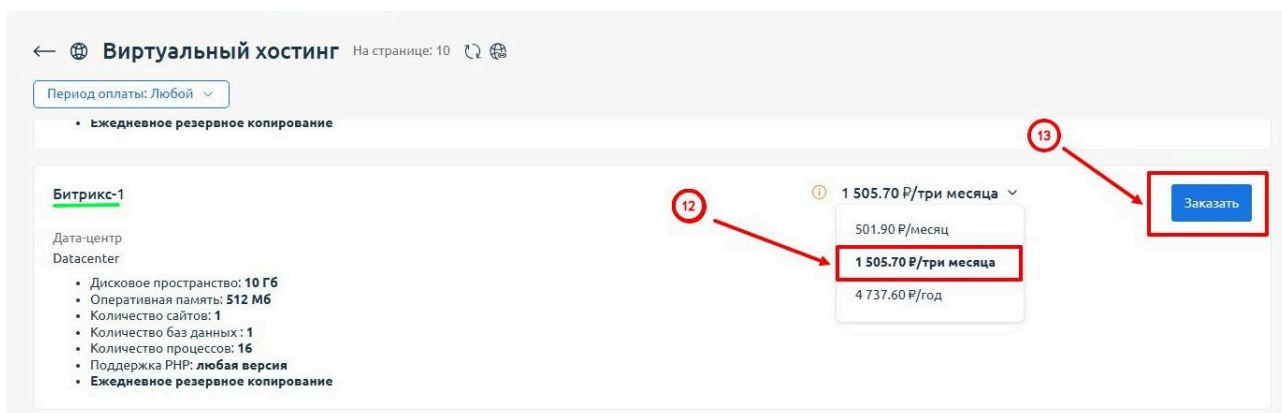 Виртуальный хостинг На странице: 10
Период оплаты: Любой
Ежедневное резервное копирование
13
Битрикс-1
12
1 505.70 ₽/три месяца
Заказать
501.90 ₽/месяц
1 505.70 ₽/три месяца
4 737.60 ₽/год
Дата-центр
Datacenter
Дисковое пространство: 10 Гб
Оперативная память: 512 Мб
Количество сайтов: 1
Количество баз данных : 1
Количество процессов: 16
Поддержка PHP: любая версия
Ежедневное резервное копирование